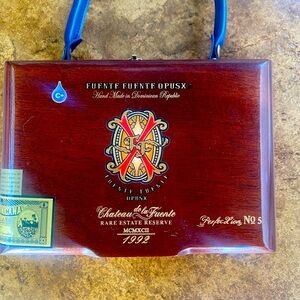 FUENTE FUENTE OPUSX
Hand Made in Dominican Republic
C+
X
FUENTE FUENTE
OPUSX
Chateau de la Fuente
RARE ESTATE RESERVE
MCMXCII
1992
Perfecxion Nº 5